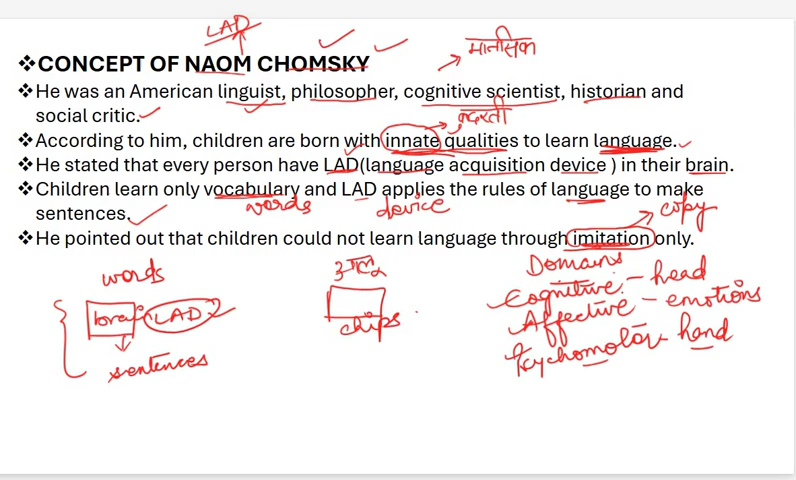 LAD
❖CONCEPT OF NAOM CHOMSKY
मानसिक
❖He was an American linguist, philosopher, cognitive scientist, historian and
social critic.
❖According to him, children are born with innate qualities to learn language.
❖He stated that every person have LAD(language acquisition device ) in their brain.
❖Children learn only vocabulary and LAD applies the rules of language to make
sentences.
words
device
copy
❖He pointed out that children could not learn language through imitation only.
words
brain LAD
sentences
chips
Domains
Cognitive - head
Affective - emotions
Psychomotor hand